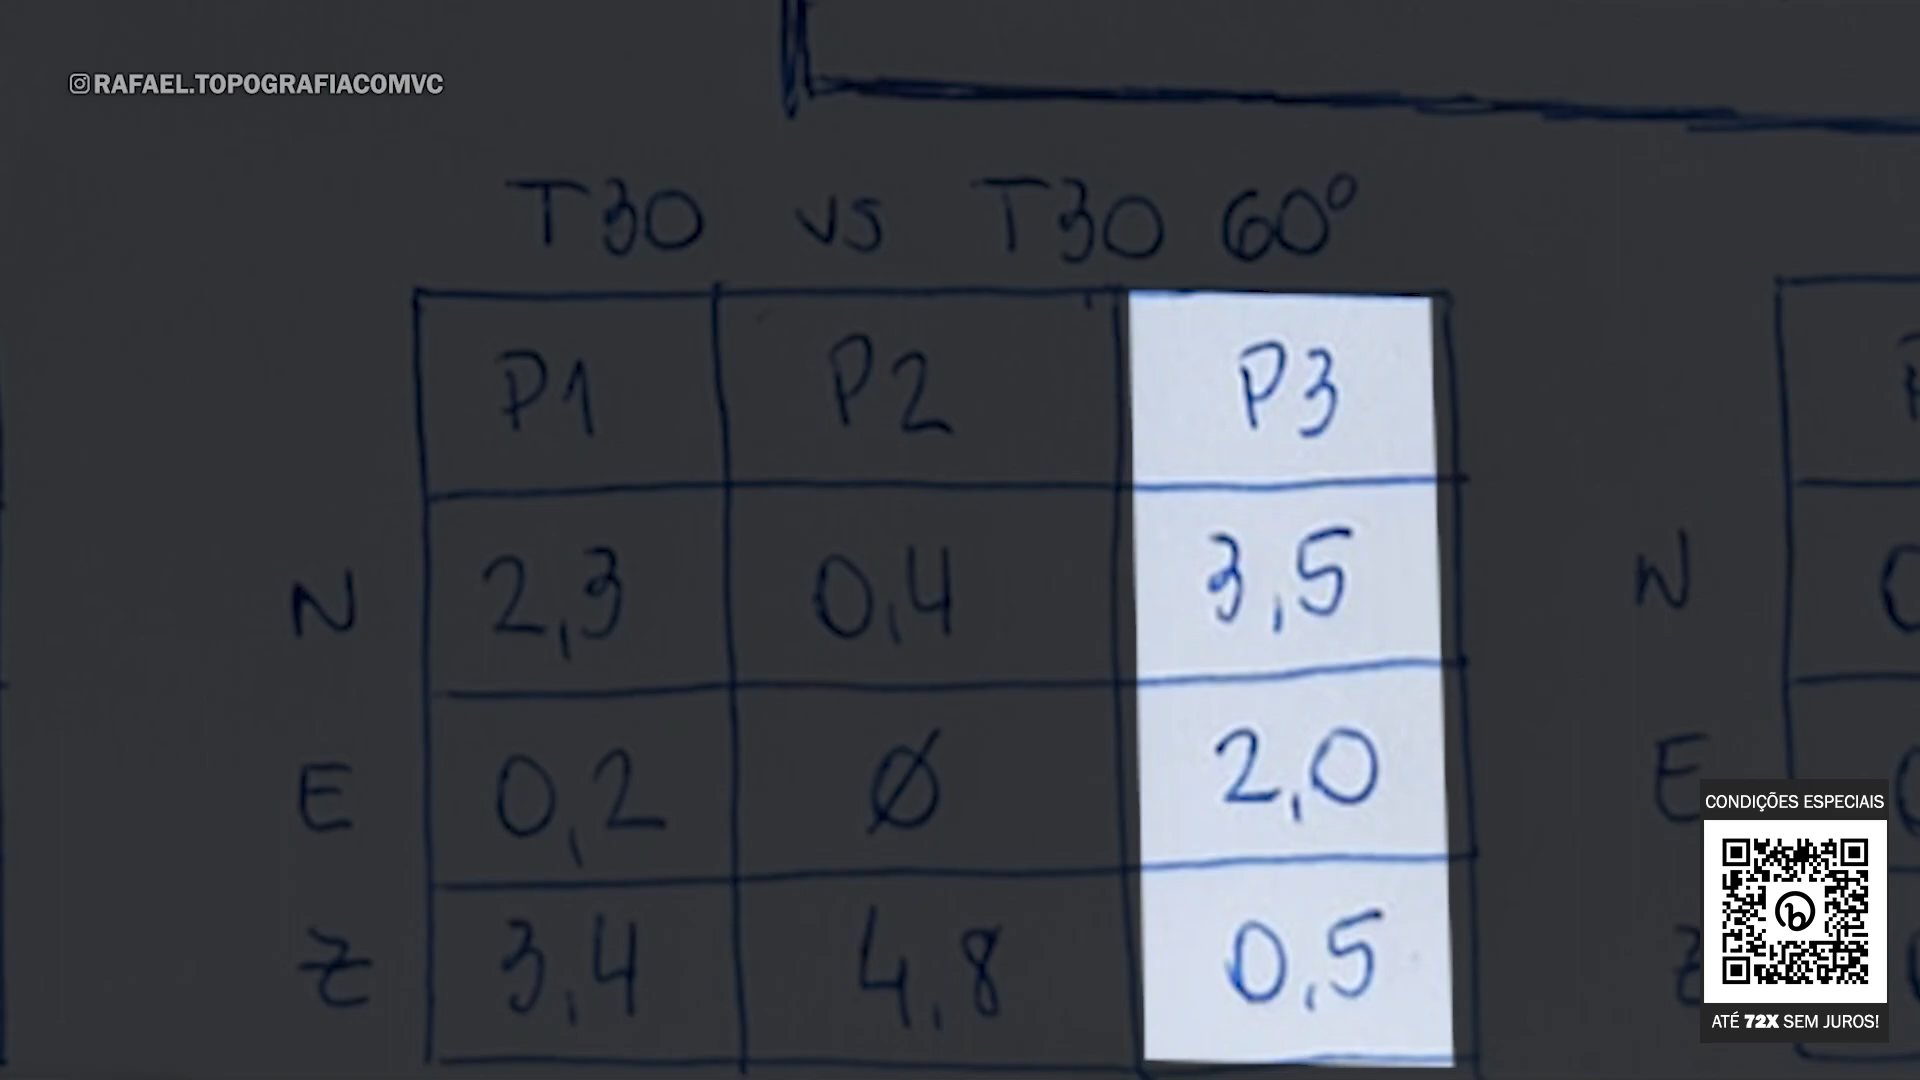 RAFAEL.TOPOGRAFIACOMVC
T30 vs T30 60°
P1 P2 P3
N 2,3 0,4 3,5 N
E 0,2 Ø 2,0 E
Z 3,4 4,8 0,5 Z
CONDIÇÕES ESPECIAIS
ATÉ 72X SEM JUROS!